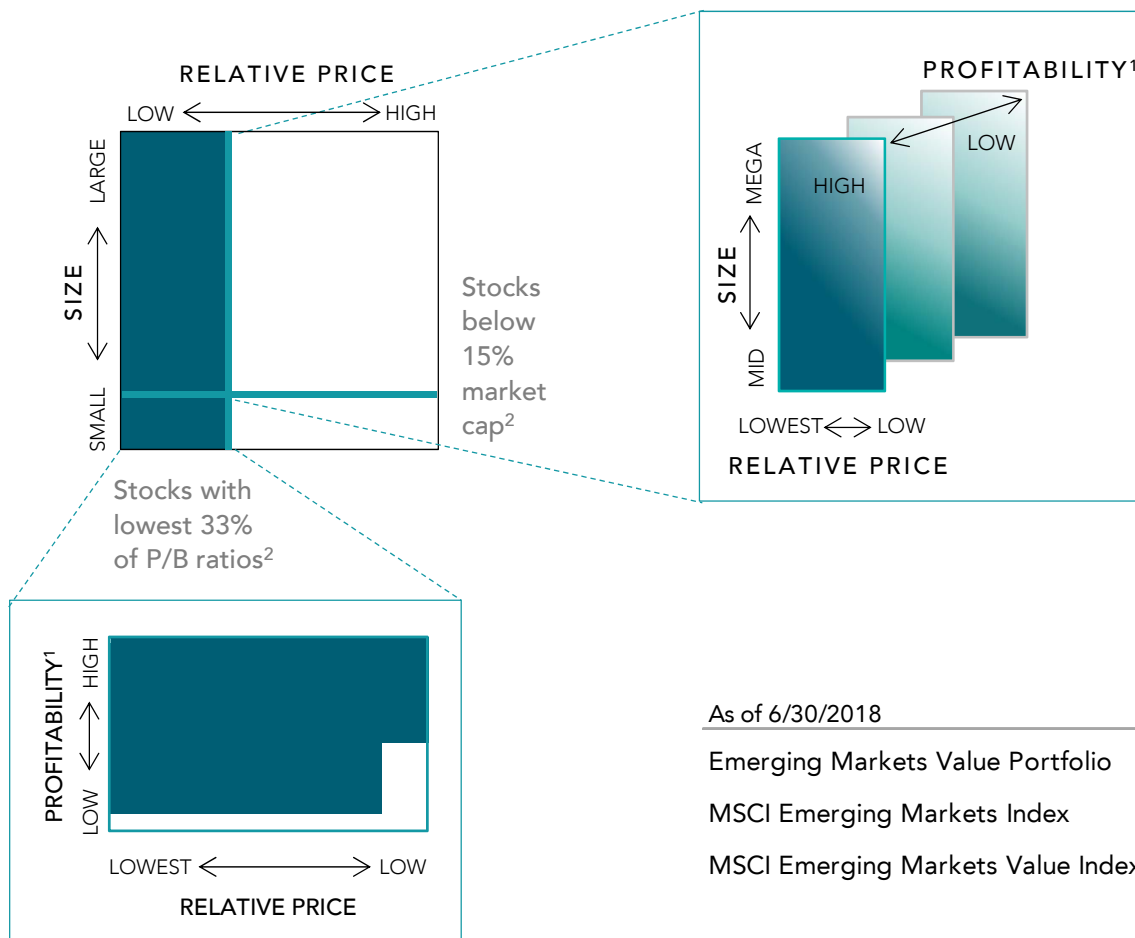 RELATIVE PRICE
LOW
HIGH
LARGE
SIZE
SMALL
Stocks
below
15%
market
cap²
Stocks with
lowest 33%
of P/B ratios²
PROFITABILITY¹
HIGH
LOW
LOWEST
LOW
RELATIVE PRICE
PROFITABILITY¹
LOW
HIGH
MEGA
SIZE
MID
LOWEST
LOW
RELATIVE PRICE
As of 6/30/2018
Emerging Markets Value Portfolio
MSCI Emerging Markets Index
MSCI Emerging Markets Value Index